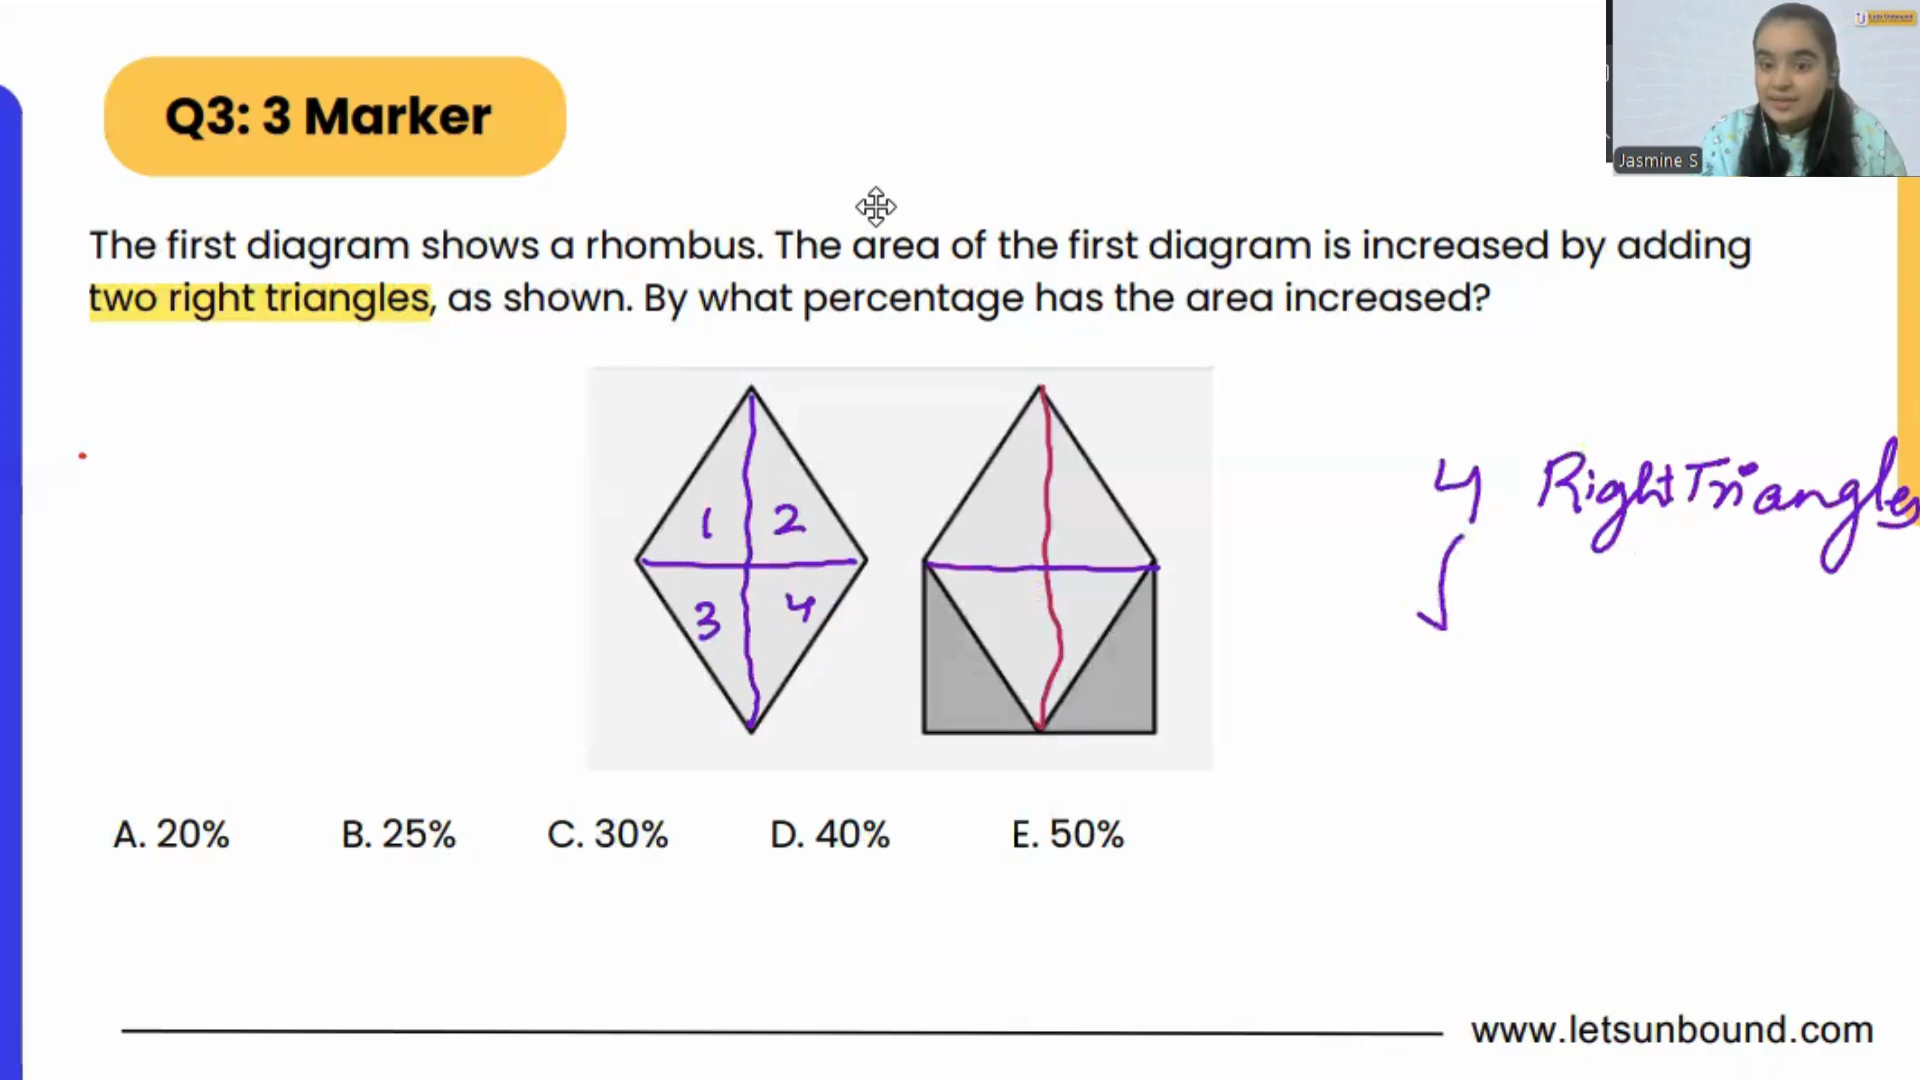 Q3: 3 Marker
Jasmine S
The first diagram shows a rhombus. The area of the first diagram is increased by adding
two right triangles, as shown. By what percentage has the area increased?
1 2
3 4
4 Right Triangles
A. 20% B. 25% C. 30% D. 40% E. 50%
www.letsunbound.com